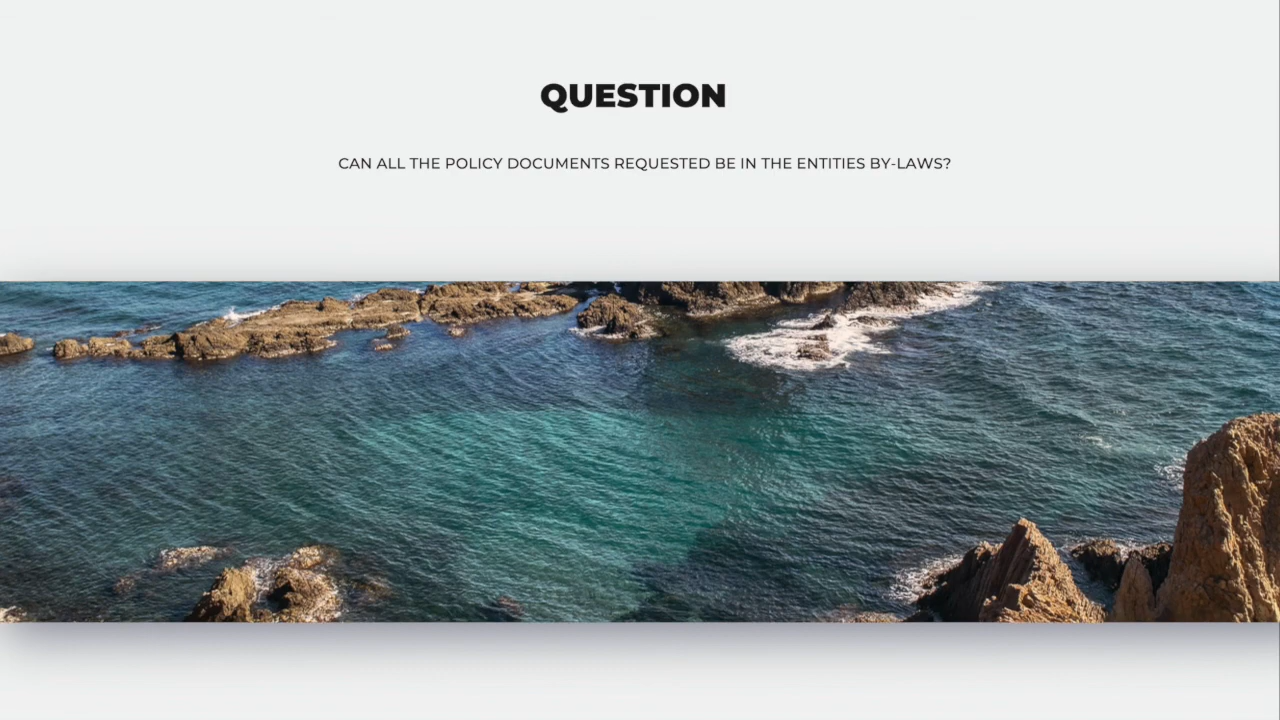 QUESTION
CAN ALL THE POLICY DOCUMENTS REQUESTED BE IN THE ENTITIES BY-LAWS?